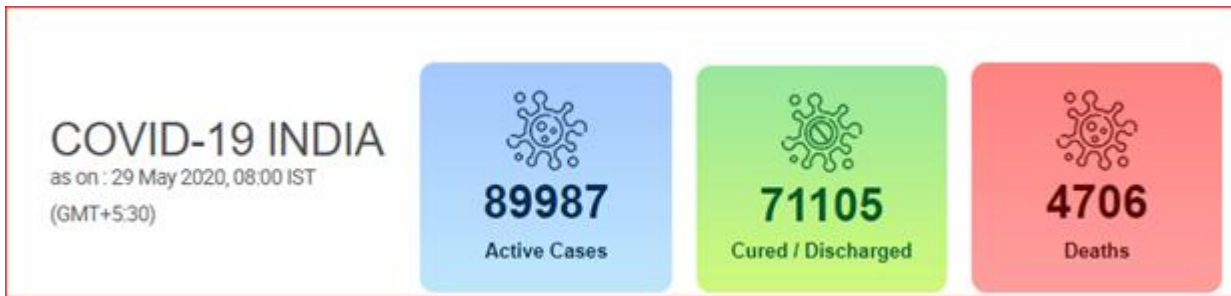 COVID-19 INDIA
as on : 29 May 2020, 08:00 IST
(GMT+5:30)
89987
Active Cases
71105
Cured / Discharged
4706
Deaths